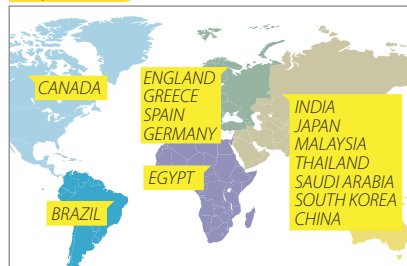 CANADA
ENGLAND
GREECE
SPAIN
GERMANY
EGYPT
BRAZIL
INDIA
JAPAN
MALAYSIA
THAILAND
SAUDI ARABIA
SOUTH KOREA
CHINA